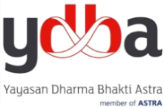 ydba
Yayasan Dharma Bhakti Astra
member of ASTRA